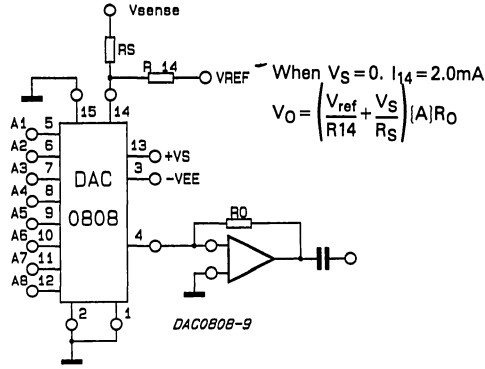 Vsense
RS
R 14
VREF
When VS=0. I14=2.0mA
VO=(Vref/R14+VS/RS){A}RO
15
14
A1 5
A2 6
A3 7
A4 8
A5 9
A6 10
A7 11
A8 12
DAC
0808
13 +VS
3 -VEE
4
RO
2
1
DAC0808-9